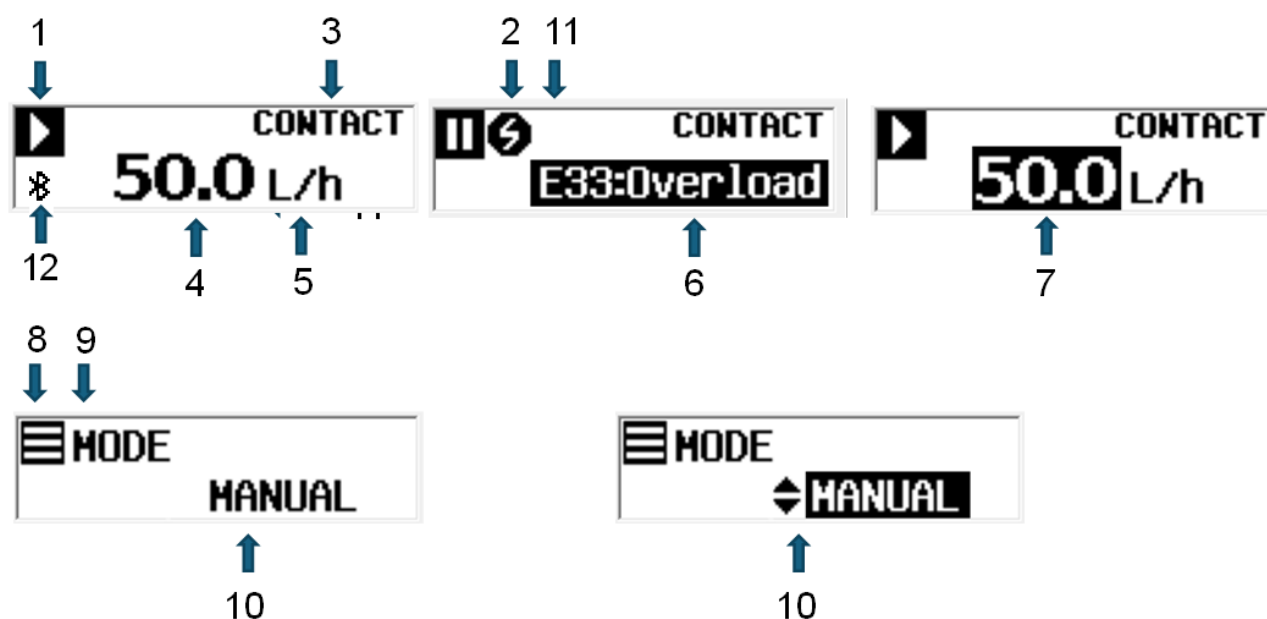 1 3 2 11
CONTACT CONTACT CONTACT
50.0 L/h E33:Overload 50.0 L/h
12 4 5 6 7
8 9
MODE MODE
MANUAL MANUAL
10 10